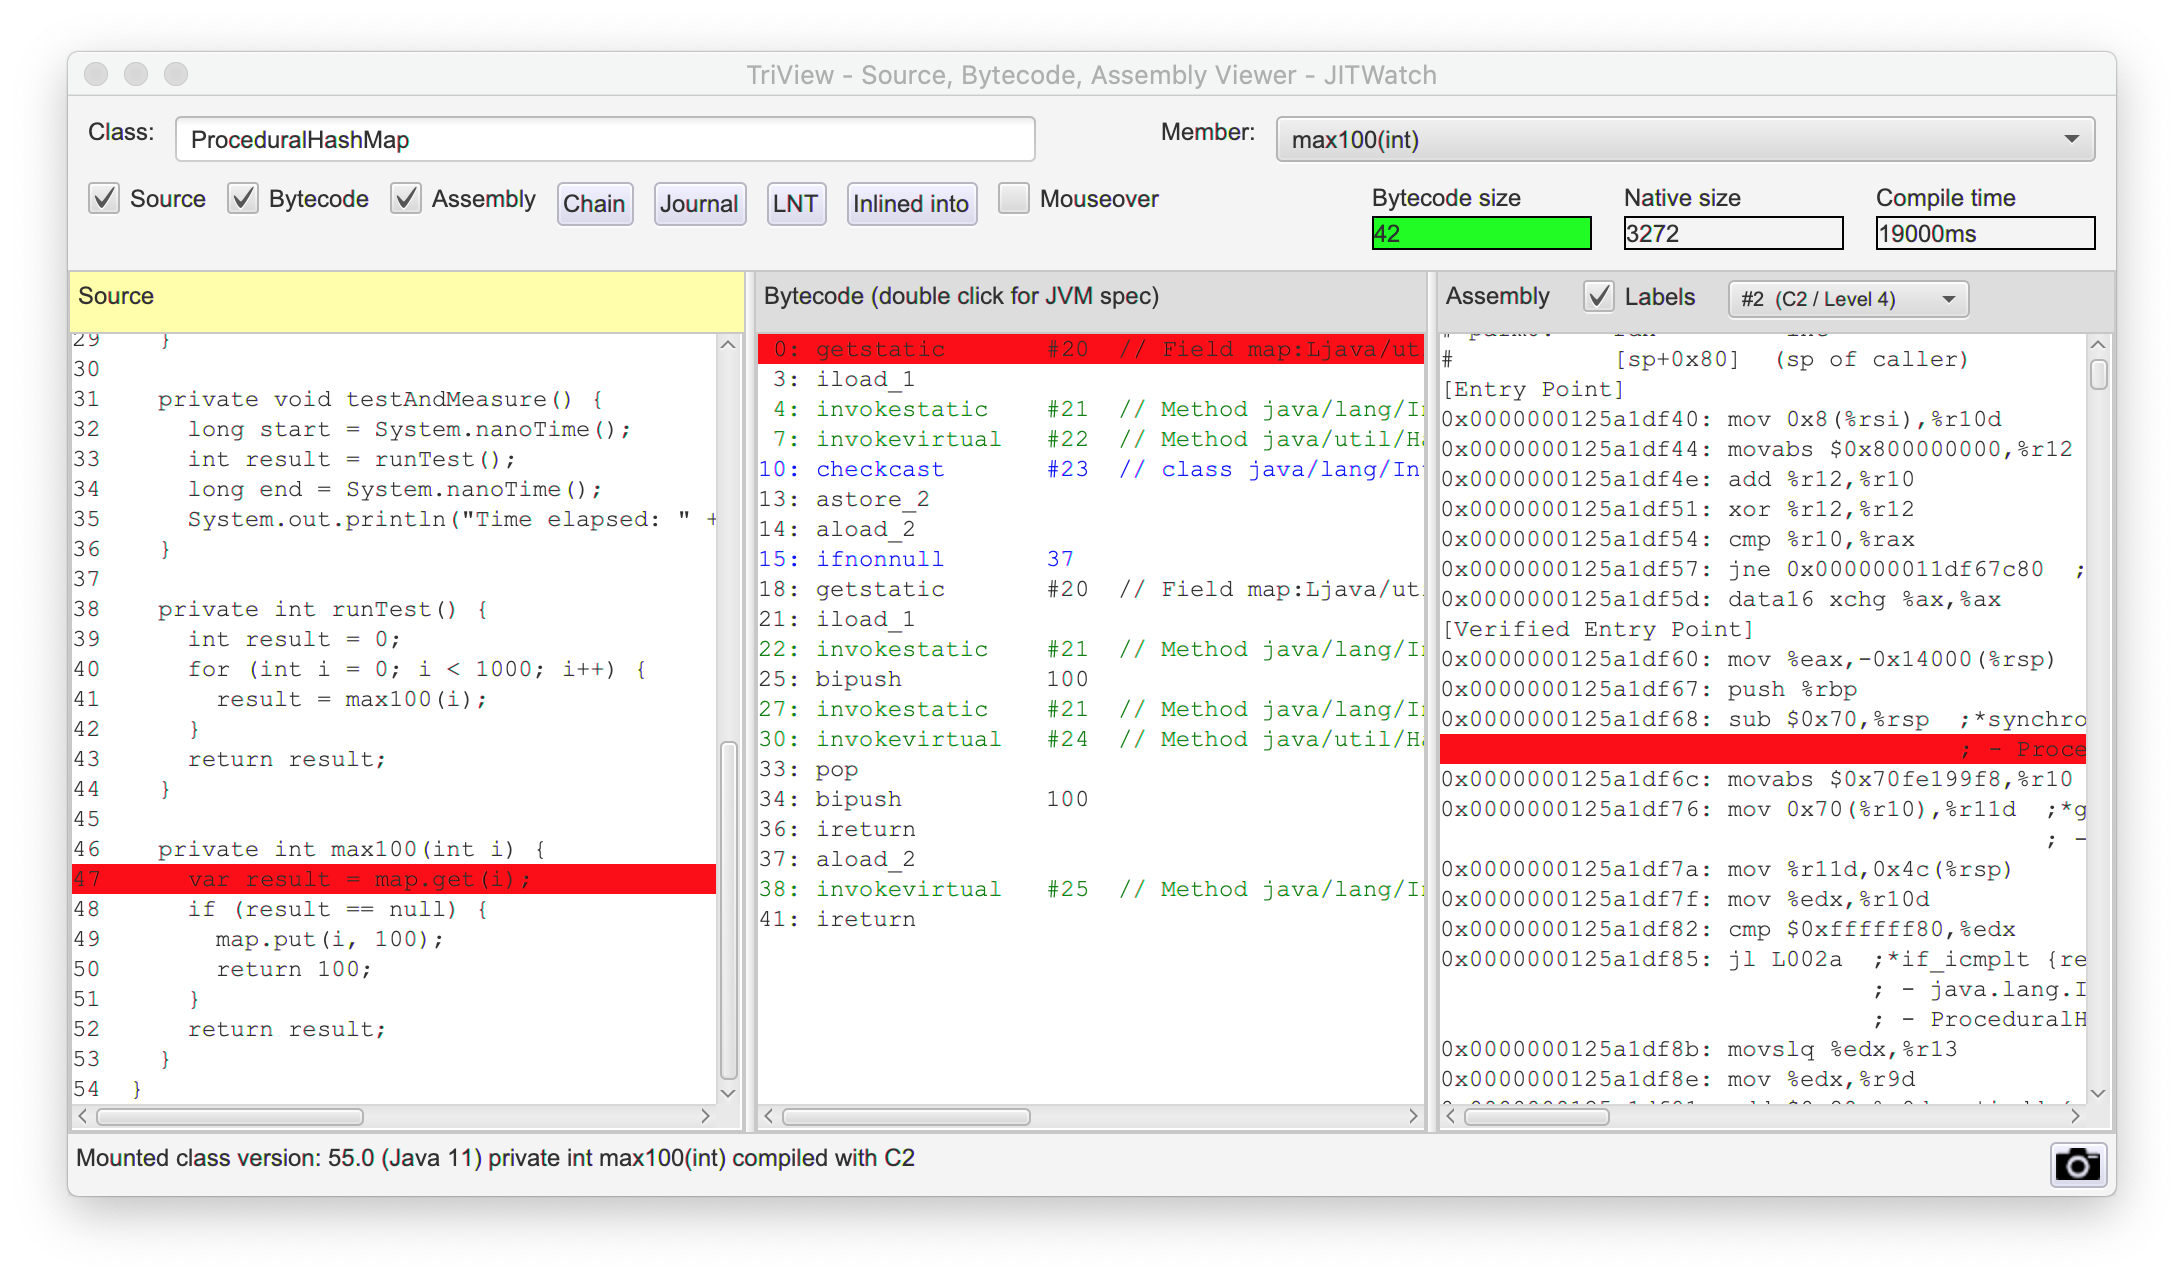 TriView - Source, Bytecode, Assembly Viewer - JITWatch
Class: ProceduralHashMap Member: max100(int)
Source Bytecode Assembly Chain Journal LNT Inlined into Mouseover
Bytecode size Native size Compile time
42 3272 19000ms
Source
29 }
30
31 private void testAndMeasure() {
32 long start = System.nanoTime();
33 int result = runTest();
34 long end = System.nanoTime();
35 System.out.println("Time elapsed: " +
36 }
37
38 private int runTest() {
39 int result = 0;
40 for (int i = 0; i < 1000; i++) {
41 result = max100(i);
42 }
43 return result;
44 }
45
46 private int max100(int i) {
47 var result = map.get(i);
48 if (result == null) {
49 map.put(i, 100);
50 return 100;
51 }
52 return result;
53 }
54 }
Bytecode (double click for JVM spec)
0: getstatic #20 // Field map:Ljava/ut
3: iload_1
4: invokestatic #21 // Method java/lang/I
7: invokevirtual #22 // Method java/util/H
10: checkcast #23 // class java/lang/In
13: astore_2
14: aload_2
15: ifnonnull 37
18: getstatic #20 // Field map:Ljava/ut
21: iload_1
22: invokestatic #21 // Method java/lang/I
25: bipush 100
27: invokestatic #21 // Method java/lang/I
30: invokevirtual #24 // Method java/util/H
33: pop
34: bipush 100
36: ireturn
37: aload_2
38: invokevirtual #25 // Method java/lang/I
41: ireturn
Assembly Labels #2 (C2 / Level 4)
# [sp+0x80] (sp of caller)
[Entry Point]
0x0000000125a1df40: mov 0x8(%rsi),%r10d
0x0000000125a1df44: movabs $0x800000000,%r12
0x0000000125a1df4e: add %r12,%r10
0x0000000125a1df51: xor %r12,%r12
0x0000000125a1df54: cmp %r10,%rax
0x0000000125a1df57: jne 0x000000011df67c80 ;
0x0000000125a1df5d: data16 xchg %ax,%ax
[Verified Entry Point]
0x0000000125a1df60: mov %eax,-0x14000(%rsp)
0x0000000125a1df67: push %rbp
0x0000000125a1df68: sub $0x70,%rsp ;*synchro
; - Proce
0x0000000125a1df6c: movabs $0x70fe199f8,%r10
0x0000000125a1df76: mov 0x70(%r10),%r11d ;*g
; -
0x0000000125a1df7a: mov %r11d,0x4c(%rsp)
0x0000000125a1df7f: mov %edx,%r10d
0x0000000125a1df82: cmp $0xffffff80,%edx
0x0000000125a1df85: jl L002a ;*if_icmplt {re
; - java.lang.I
; - ProceduralH
0x0000000125a1df8b: movslq %edx,%r13
0x0000000125a1df8e: mov %edx,%r9d
Mounted class version: 55.0 (Java 11) private int max100(int) compiled with C2